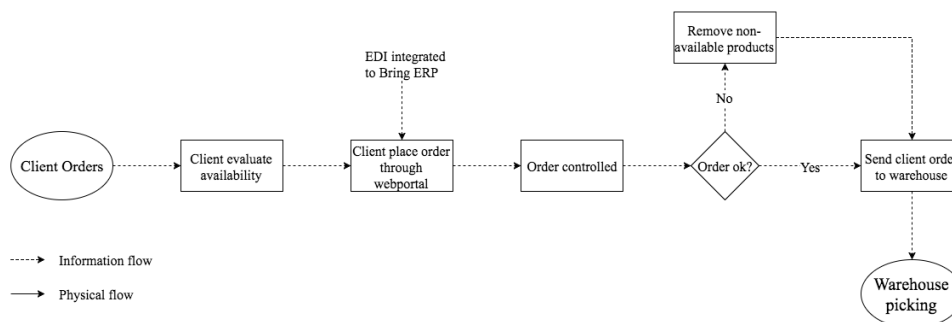 Remove non-
available products
EDI integrated
to Bring ERP
No
Client Orders
Client evaluate
availability
Client place order
through
webportal
Order controlled
Order ok?
Yes
Send client order
to warehouse
Information flow
Physical flow
Warehouse
picking